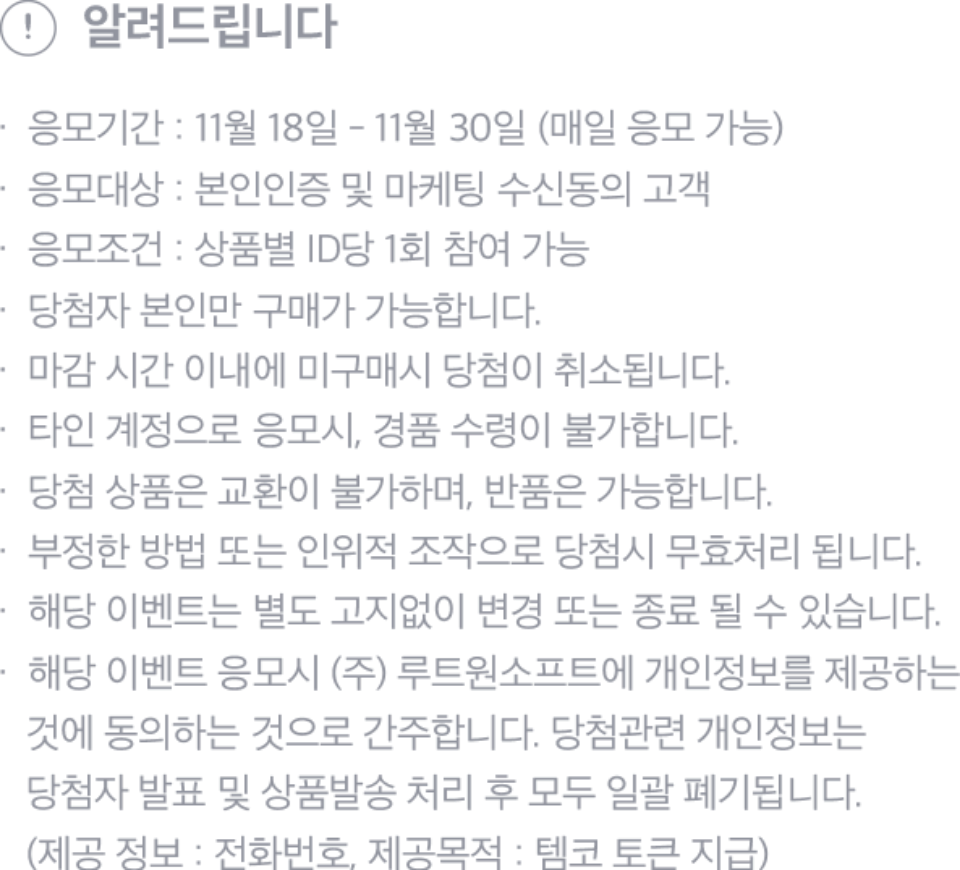 ! 알려드립니다
· 응모기간 : 11월 18일 - 11월 30일 (매일 응모 가능)
· 응모대상 : 본인인증 및 마케팅 수신동의 고객
· 응모조건 : 상품별 ID당 1회 참여 가능
· 당첨자 본인만 구매가 가능합니다.
· 마감 시간 이내에 미구매시 당첨이 취소됩니다.
· 타인 계정으로 응모시, 경품 수령이 불가합니다.
· 당첨 상품은 교환이 불가하며, 반품은 가능합니다.
· 부정한 방법 또는 인위적 조작으로 당첨시 무효처리 됩니다.
· 해당 이벤트는 별도 고지없이 변경 또는 종료 될 수 있습니다.
· 해당 이벤트 응모시 (주) 루트원소프트에 개인정보를 제공하는
것에 동의하는 것으로 간주합니다. 당첨관련 개인정보는
당첨자 발표 및 상품발송 처리 후 모두 일괄 폐기됩니다.
(제공 정보 : 전화번호, 제공목적 : 템코 토큰 지급)